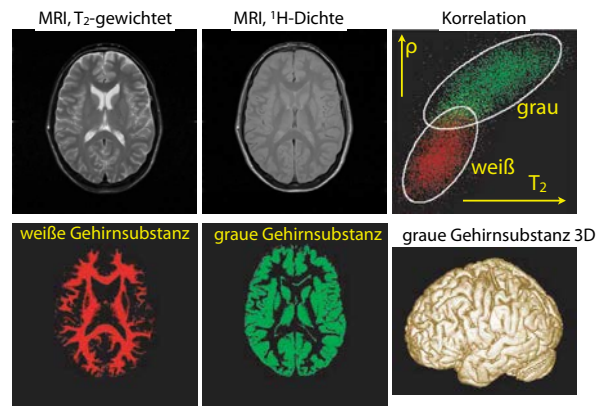 MRI, T₂-gewichtet
MRI, ¹H-Dichte
Korrelation
ρ
grau
weiß
T₂
weiße Gehirnsubstanz
graue Gehirnsubstanz
graue Gehirnsubstanz 3D